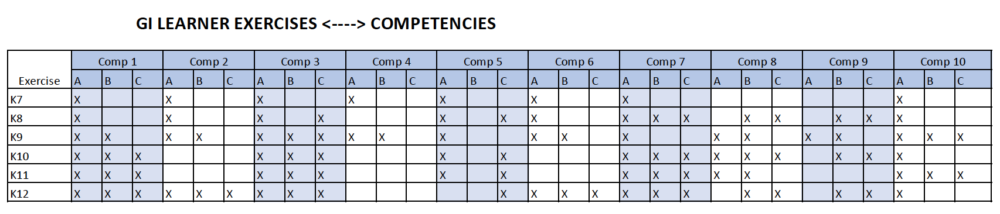 GI LEARNER EXERCISES <----> COMPETENCIES
Comp 1 Comp 2 Comp 3 Comp 4 Comp 5 Comp 6 Comp 7 Comp 8 Comp 9 Comp 10
Exercise A B C A B C A B C A B C A B C A B C A B C A B C A B C A B C
K7 X X X X X X X X
K8 X X X X X X X X X X X X X X X
K9 X X X X X X X X X X X X X X X X X X X X
K10 X X X X X X X X X X X X X X X X X
K11 X X X X X X X X X X X X X X X X
K12 X X X X X X X X X X X X X X X X X X X X X